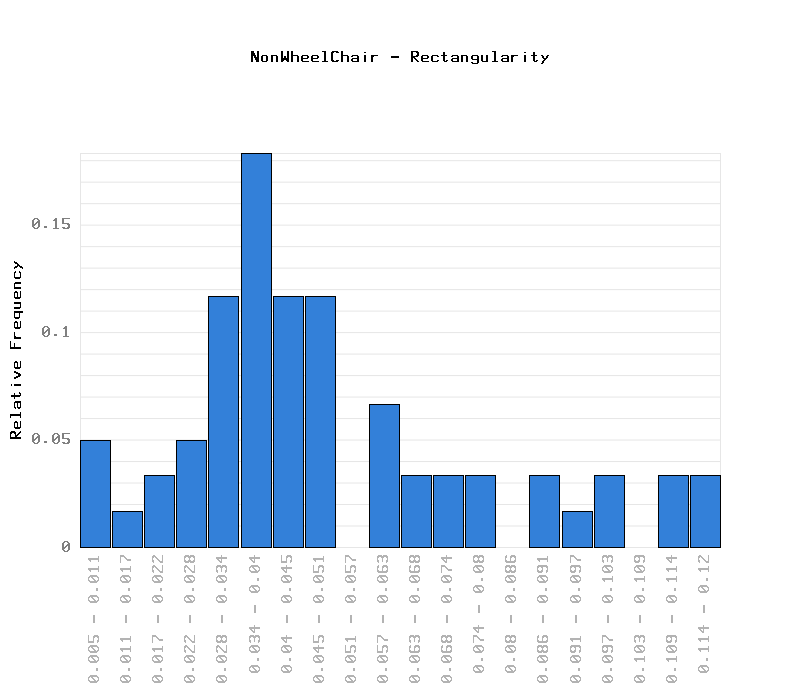 NonWheelChair - Rectangularity
Relative Frequency
0.15
0.1
0.05
0
0.005 - 0.011
0.011 - 0.017
0.017 - 0.022
0.022 - 0.028
0.028 - 0.034
0.034 - 0.04
0.04 - 0.045
0.045 - 0.051
0.051 - 0.057
0.057 - 0.063
0.063 - 0.068
0.068 - 0.074
0.074 - 0.08
0.08 - 0.086
0.086 - 0.091
0.091 - 0.097
0.097 - 0.103
0.103 - 0.109
0.109 - 0.114
0.114 - 0.12